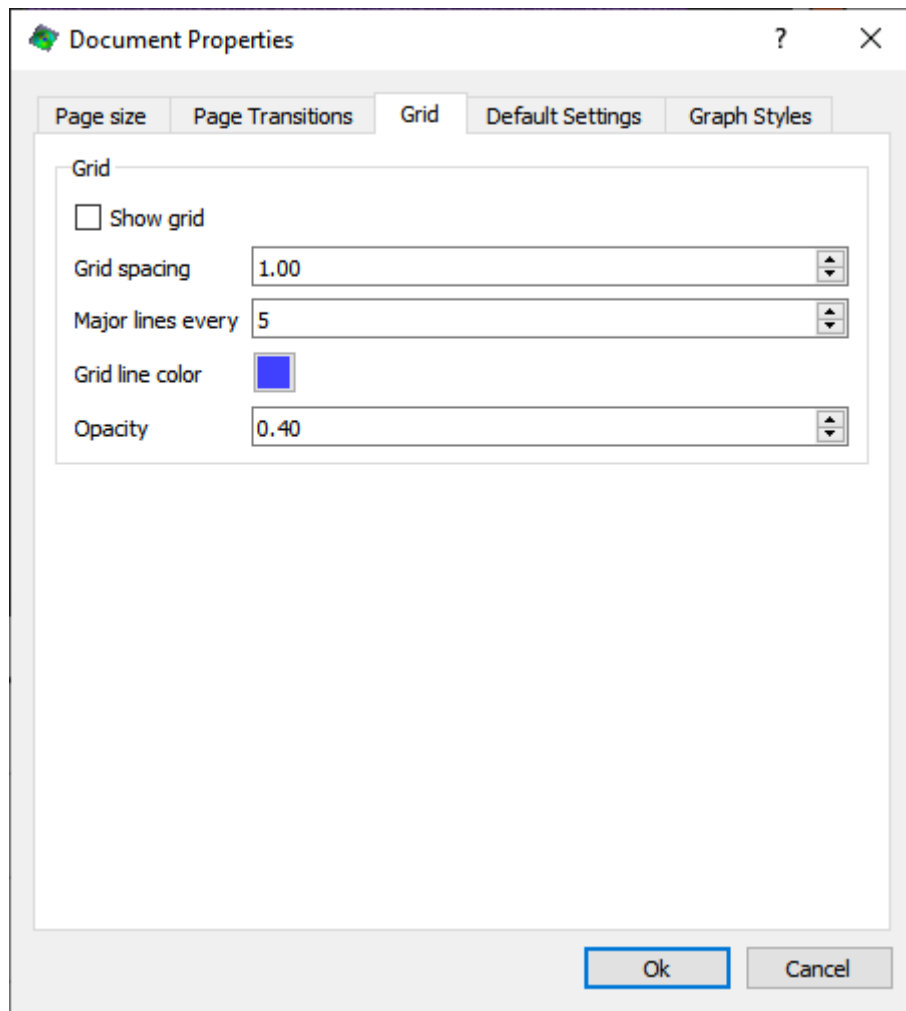 Document Properties
?
Page size Page Transitions Grid Default Settings Graph Styles
Grid
Show grid
Grid spacing 1.00
Major lines every 5
Grid line color
Opacity 0.40
Ok Cancel